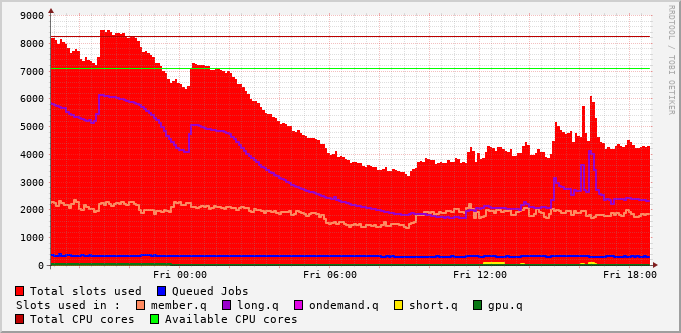 9000
8000
7000
6000
5000
4000
3000
2000
1000
0
Fri 00:00 Fri 06:00 Fri 12:00 Fri 18:00
RRDTOOL / TOBI OETIKER
Total slots used Queued Jobs
Slots used in : member.q long.q ondemand.q short.q gpu.q
Total CPU cores Available CPU cores